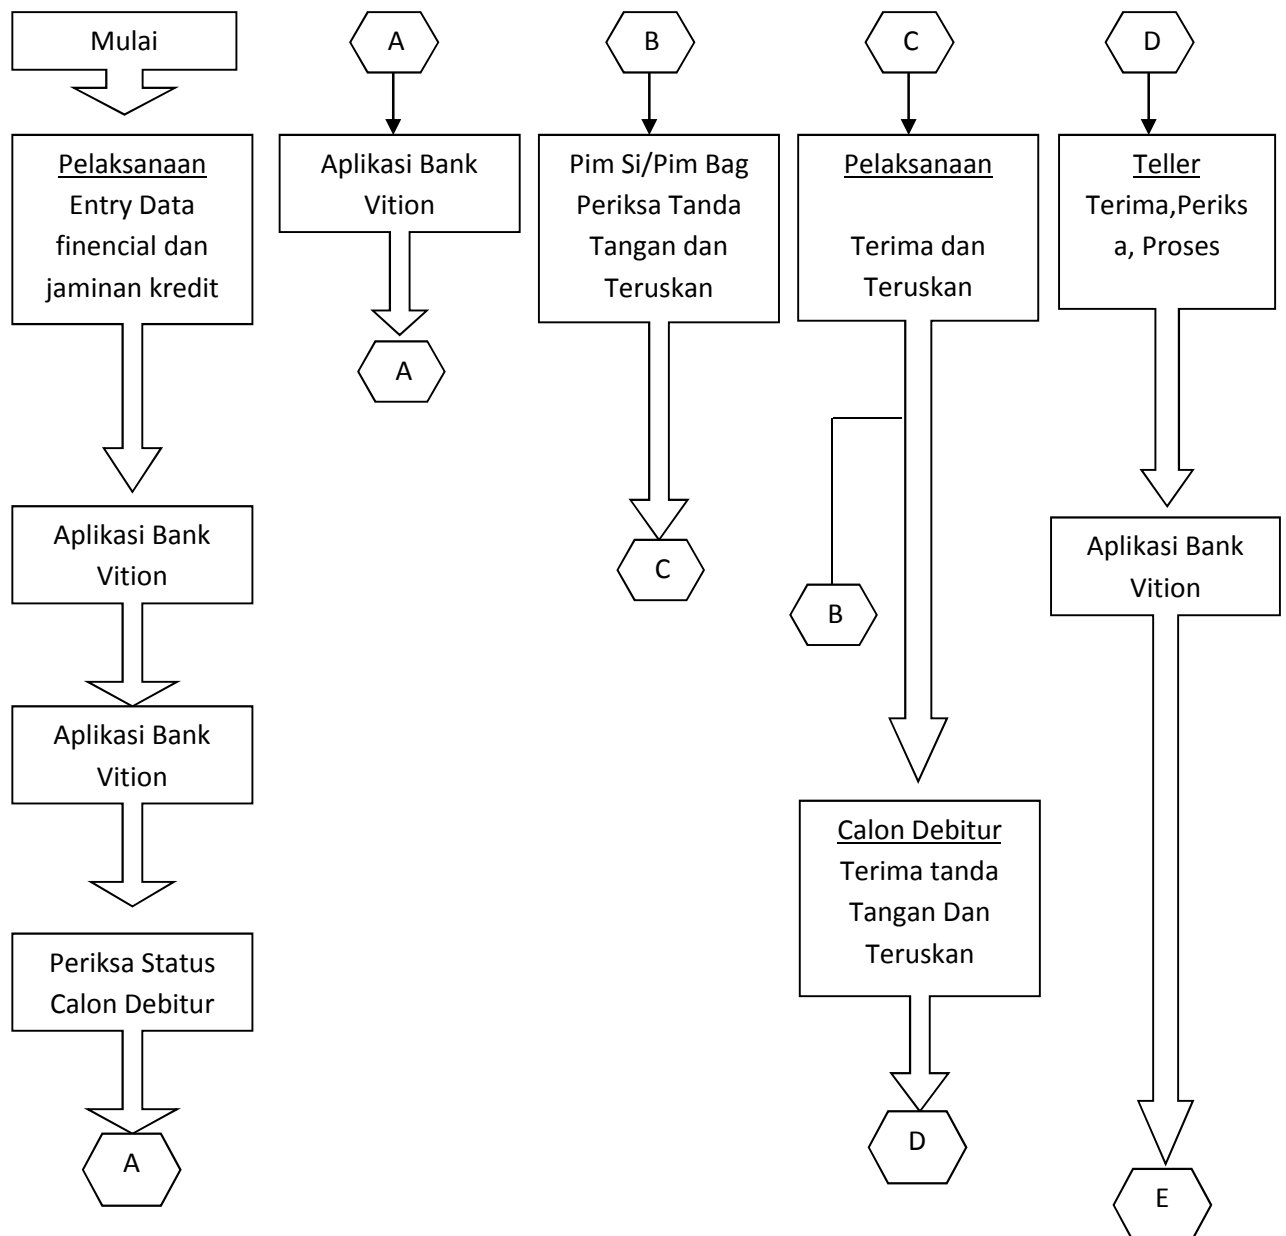 Mulai
Pelaksanaan
Entry Data
finencial dan
jaminan kredit
Aplikasi Bank
Vition
Aplikasi Bank
Vition
Periksa Status
Calon Debitur
A
A
Aplikasi Bank
Vition
A
B
Pim Si/Pim Bag
Periksa Tanda
Tangan dan
Teruskan
C
C
Pelaksanaan
Terima dan
Teruskan
B
Calon Debitur
Terima tanda
Tangan Dan
Teruskan
D
D
Teller
Terima,Periks
a, Proses
Aplikasi Bank
Vition
E